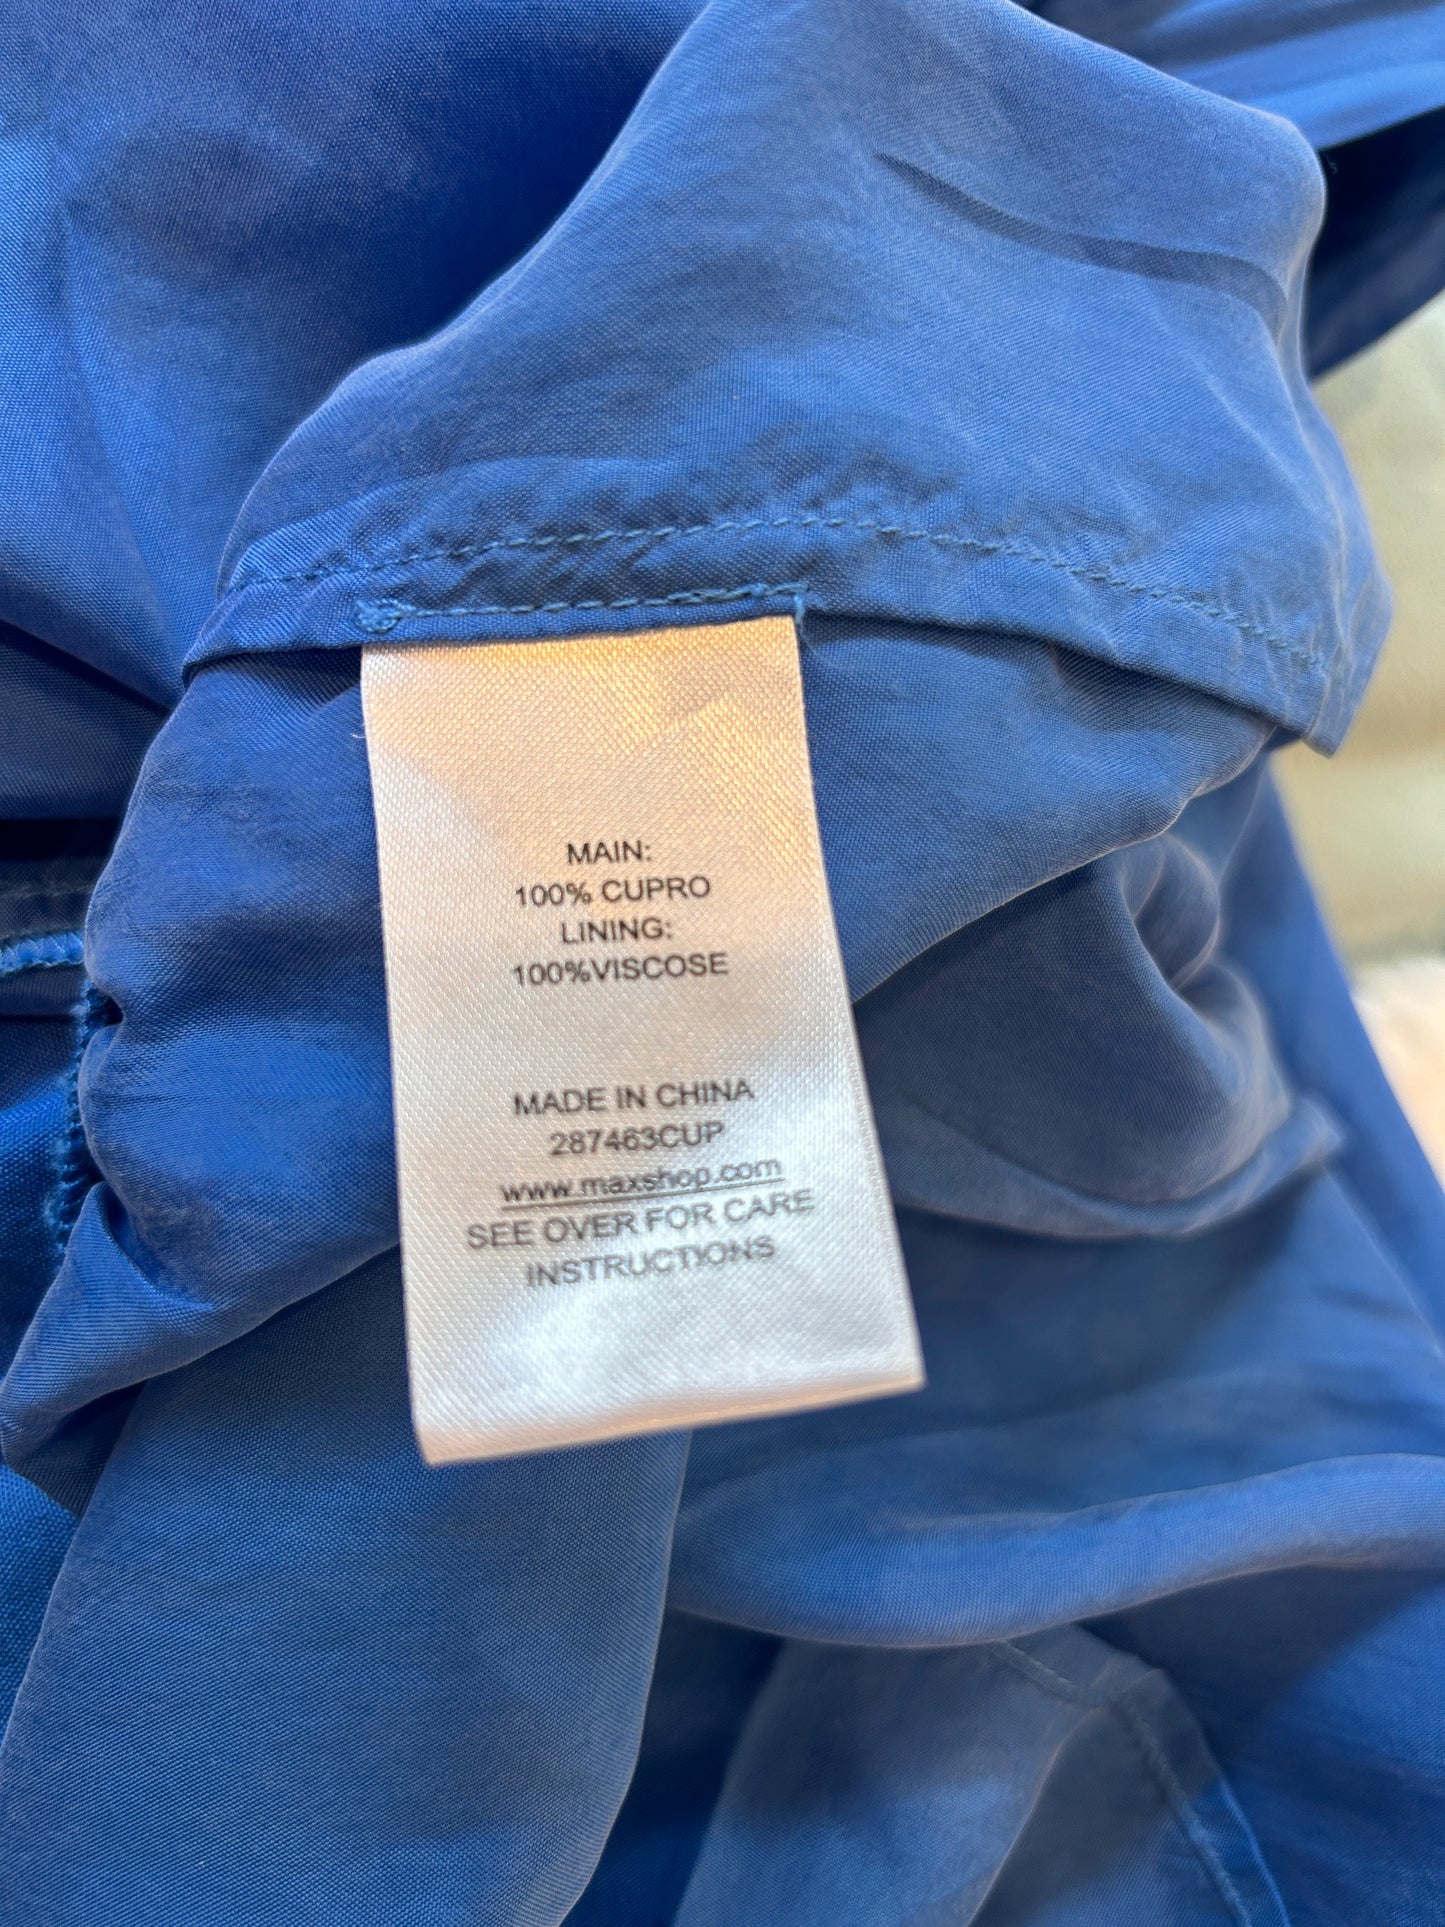 MAIN:
100% CUPRO
LINING:
100%VISCOSE
MADE IN CHINA
287463CUP
www.maxshop.com
SEE OVER FOR CARE
INSTRUCTIONS